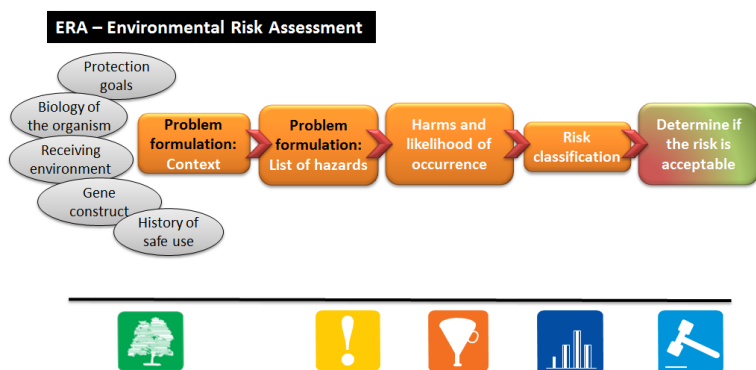 ERA – Environmental Risk Assessment
Protection
goals
Biology of
the organism
Receiving
environment
Gene
construct
History of
safe use
Problem
formulation:
Context
Problem
formulation:
List of hazards
Harms and
likelihood of
occurrence
Risk
classification
Determine if
the risk is
acceptable